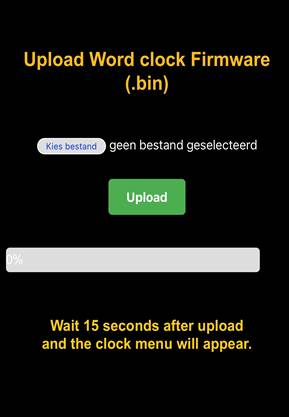 Upload Word clock Firmware
(.bin)
Kies bestand geen bestand geselecteerd
Upload
0%
Wait 15 seconds after upload
and the clock menu will appear.